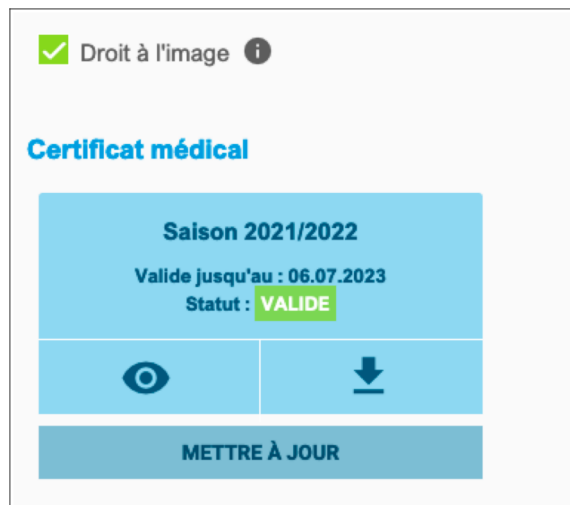 Droit à l'image
Certificat médical
Saison 2021/2022
Valide jusqu'au : 06.07.2023
Statut : VALIDE
METTRE À JOUR